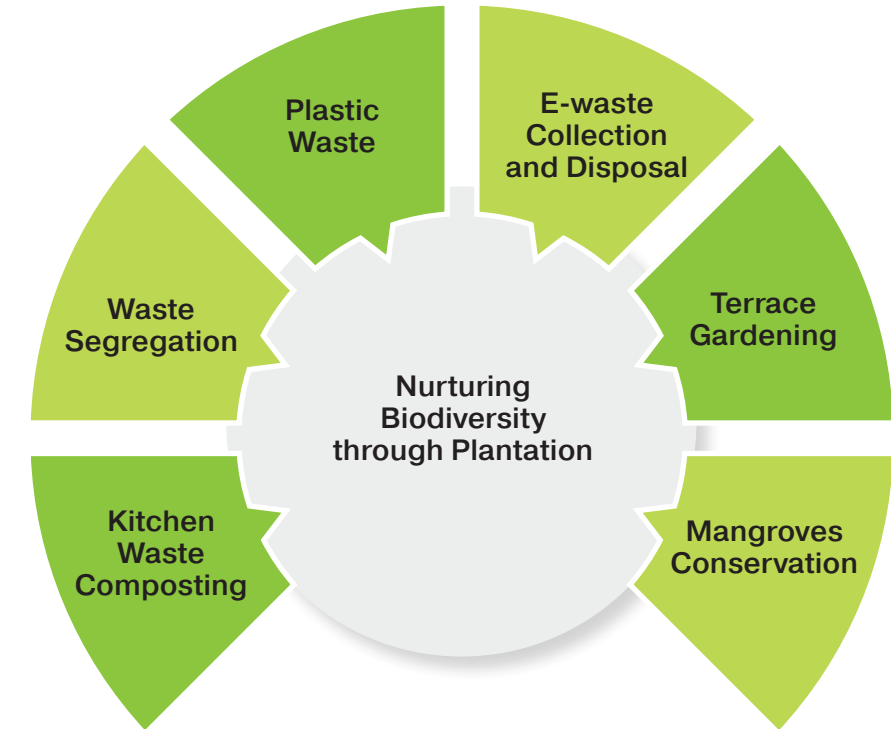 Plastic
Waste
E-waste
Collection
and Disposal
Waste
Segregation
Terrace
Gardening
Nurturing
Biodiversity
through Plantation
Kitchen
Waste
Composting
Mangroves
Conservation